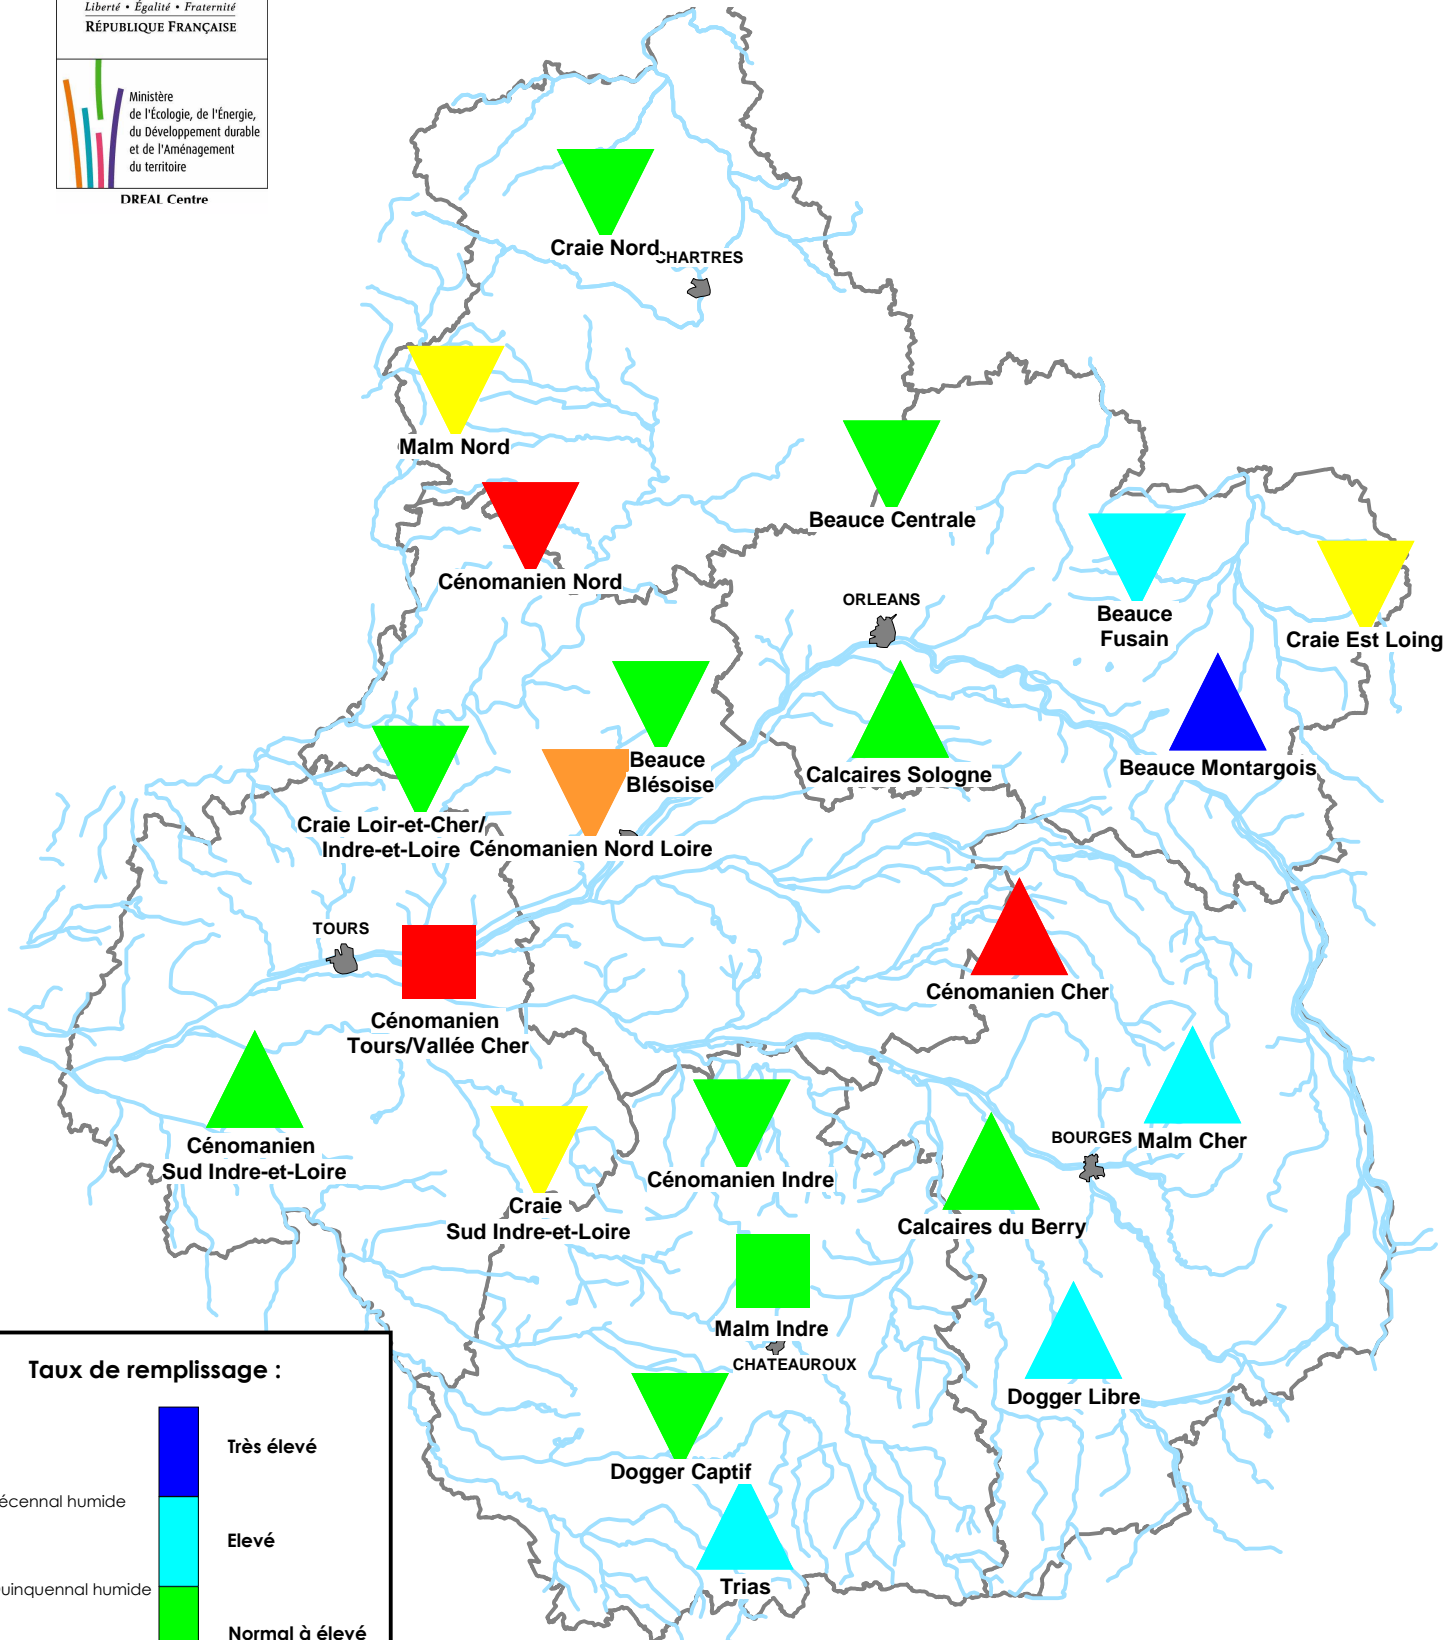 Liberté • Égalité • Fraternité
RÉPUBLIQUE FRANÇAISE
Ministère
de l'Écologie, de l'Énergie,
du Développement durable
et de l'Aménagement
du territoire
DREAL Centre
Craie Nord
CHARTRES
Malm Nord
Beauce Centrale
Cénomanien Nord
ORLEANS
Beauce
Fusain
Craie Est Loing
Beauce
Blésoise
Calcaires Sologne
Beauce Montargois
Craie Loir-et-Cher/
Indre-et-Loire
Cénomanien Nord Loire
TOURS
Cénomanien Cher
Cénomanien
Tours/Vallée Cher
Cénomanien
Sud Indre-et-Loire
BOURGES
Malm Cher
Cénomanien Indre
Craie
Sud Indre-et-Loire
Calcaires du Berry
Malm Indre
CHATEAUROUX
Dogger Libre
Dogger Captif
Trias
Taux de remplissage :
Très élevé
écennal humide
Elevé
uinquennal humide
Normal à élevé